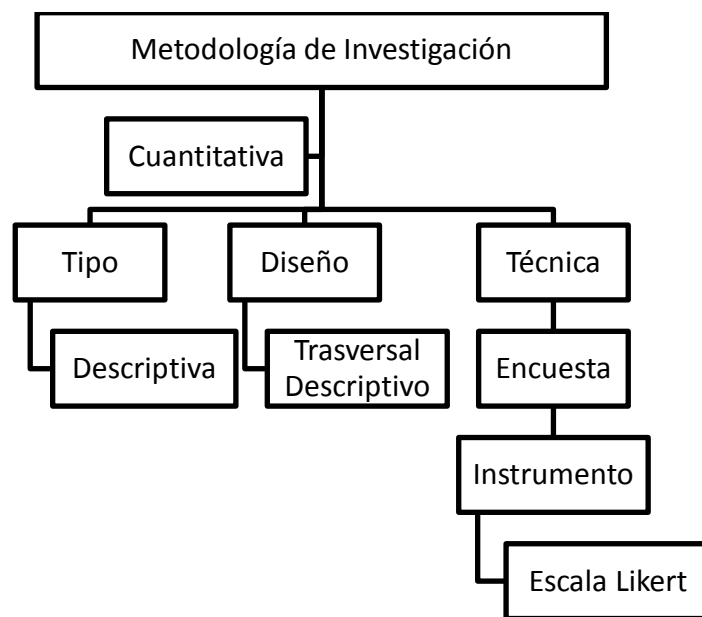 Metodología de Investigación
Cuantitativa
Tipo
Diseño
Técnica
Descriptiva
Trasversal
Descriptivo
Encuesta
Instrumento
Escala Likert